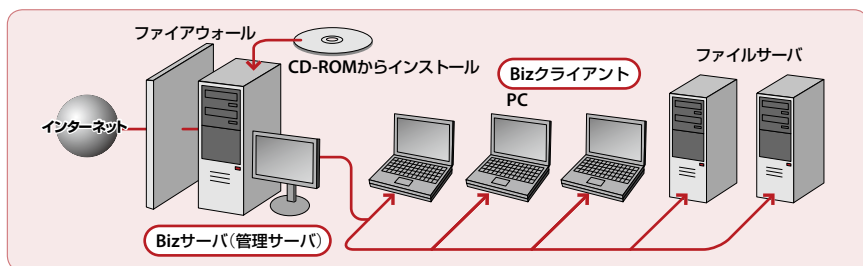 ファイアウォール
CD-ROMからインストール
ファイルサーバ
Bizクライアント
PC
インターネット
Bizサーバ（管理サーバ）